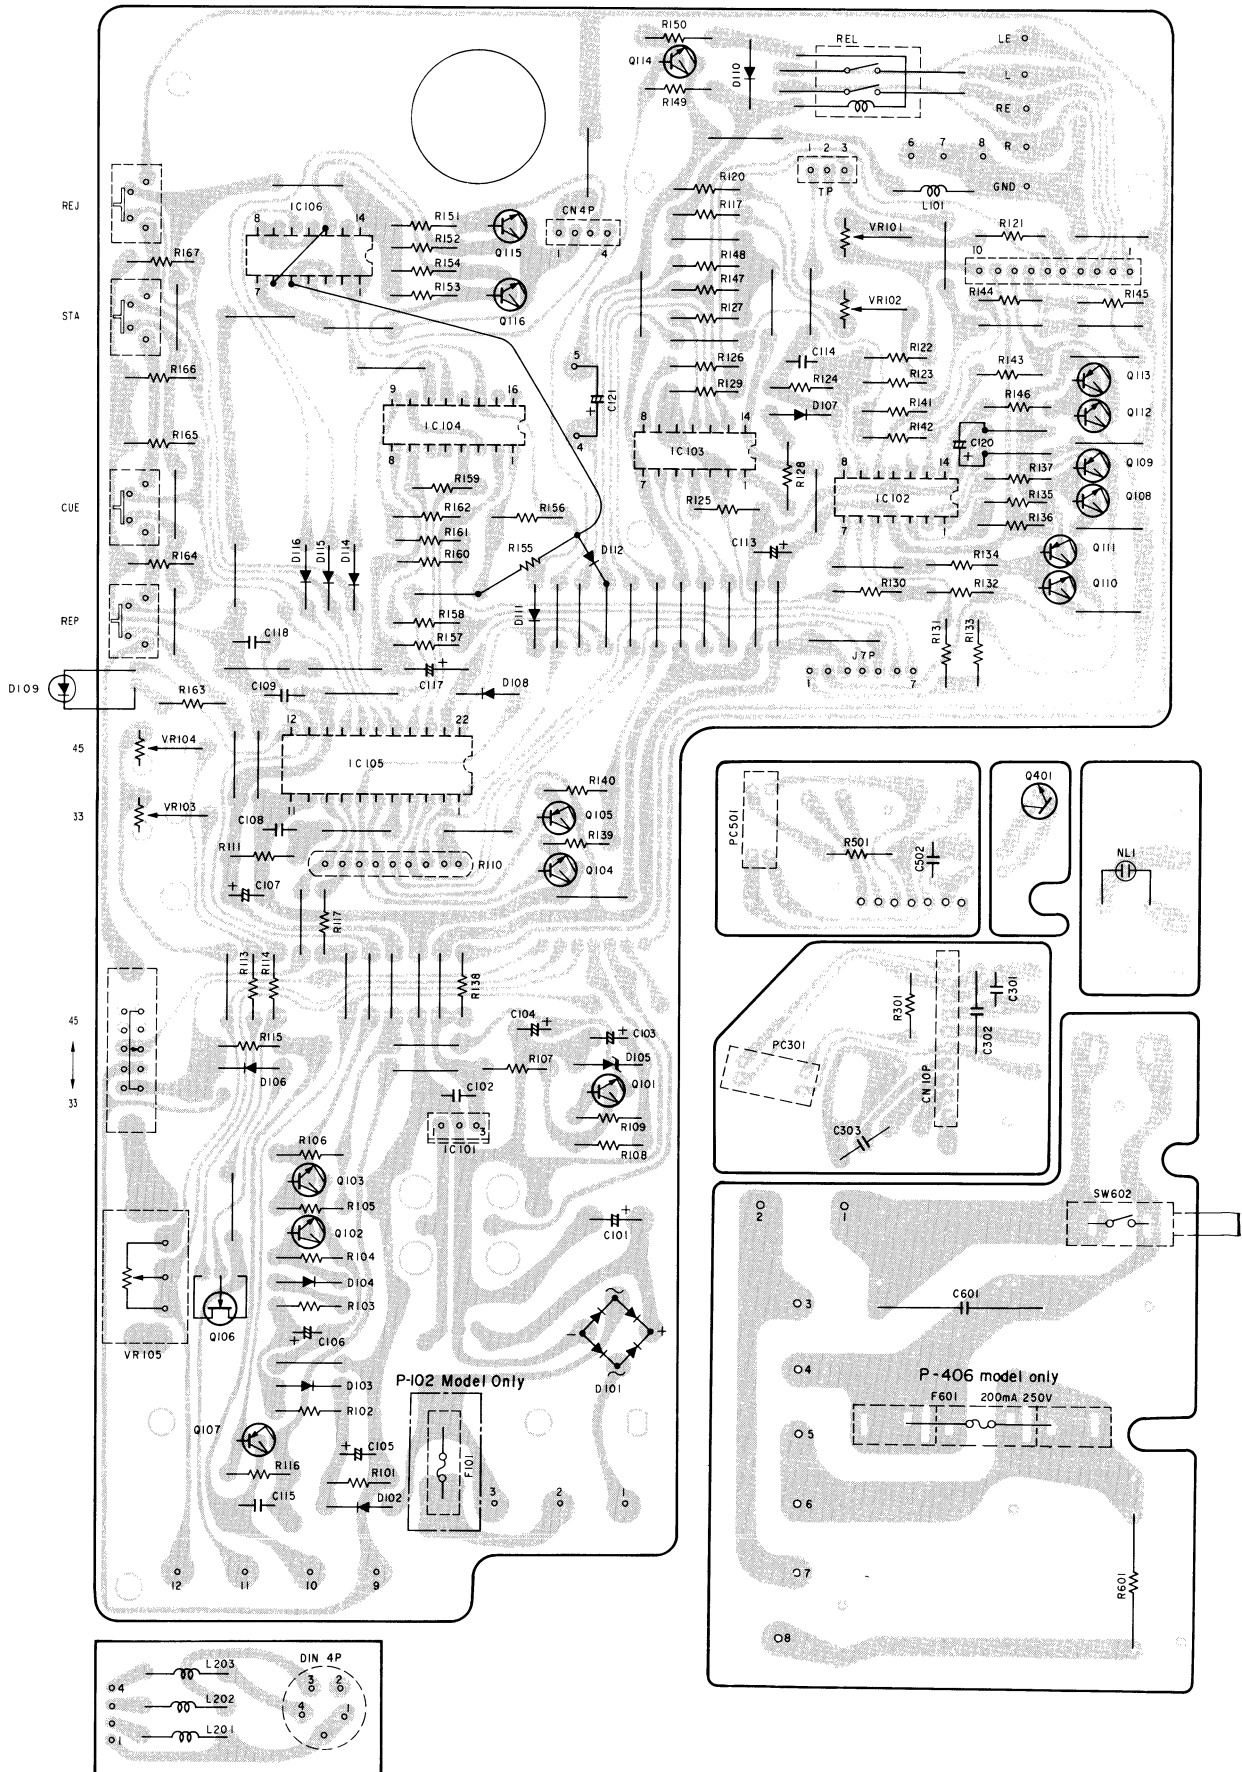 R150
Q114
R149
D110
REL
LE
L
RE
R
6 7 8
GND
L101
1 2 3
TP
REJ
R167
8 14
IC106
7 1
R151
R152
R154
R153
Q115
Q116
CN4P
1 4
R120
R117
R148
R147
R127
R126
R129
VR101
VR102
R121
10 1
R144
R145
STA
R166
R165
9 16
IC104
8 1
5
C121
+
4
C114
R124
D107
R122
R123
R141
R142
R143
R146
C120
+
Q113
Q112
Q109
Q108
8 14
IC103
7 1
R128
R125
8 14
IC102
7 1
R137
R135
R136
R134
R132
Q111
Q110
CUE
R164
R159
R162
R161
R160
R156
R155
D112
C113
+
R130
D116
D115
D114
D111
REP
R158
R157
C118
C117
+
D108
R131
R133
J7P
1 7
D109
R163
C109
12 22
IC105
11 1
45
VR104
VR103
33
C108
R111
R110
C107
+
R140
Q105
R139
Q104
R117
PC501
R501
C502
Q401
NL1
R113
R114
R138
45
33
R115
D106
C104
+
C103
+
D105
R107
Q101
C102
3
IC101
R109
R108
PC301
R301
CN10P
C302
C301
C303
R106
Q103
R105
Q102
R104
D104
R103
C106
+
D103
R102
C101
+
VR105
Q106
- +
D101
P-102 Model Only
F101
Q107
R116
C115
C105
+
R101
D102
3 2 1
12 11 10 9
2 1
SW602
3
C601
4
P-406 model only
F601 200mA 250V
5
6
7
R601
8
L203
L202
L201
4
1
DIN 4P
3 2
4 1